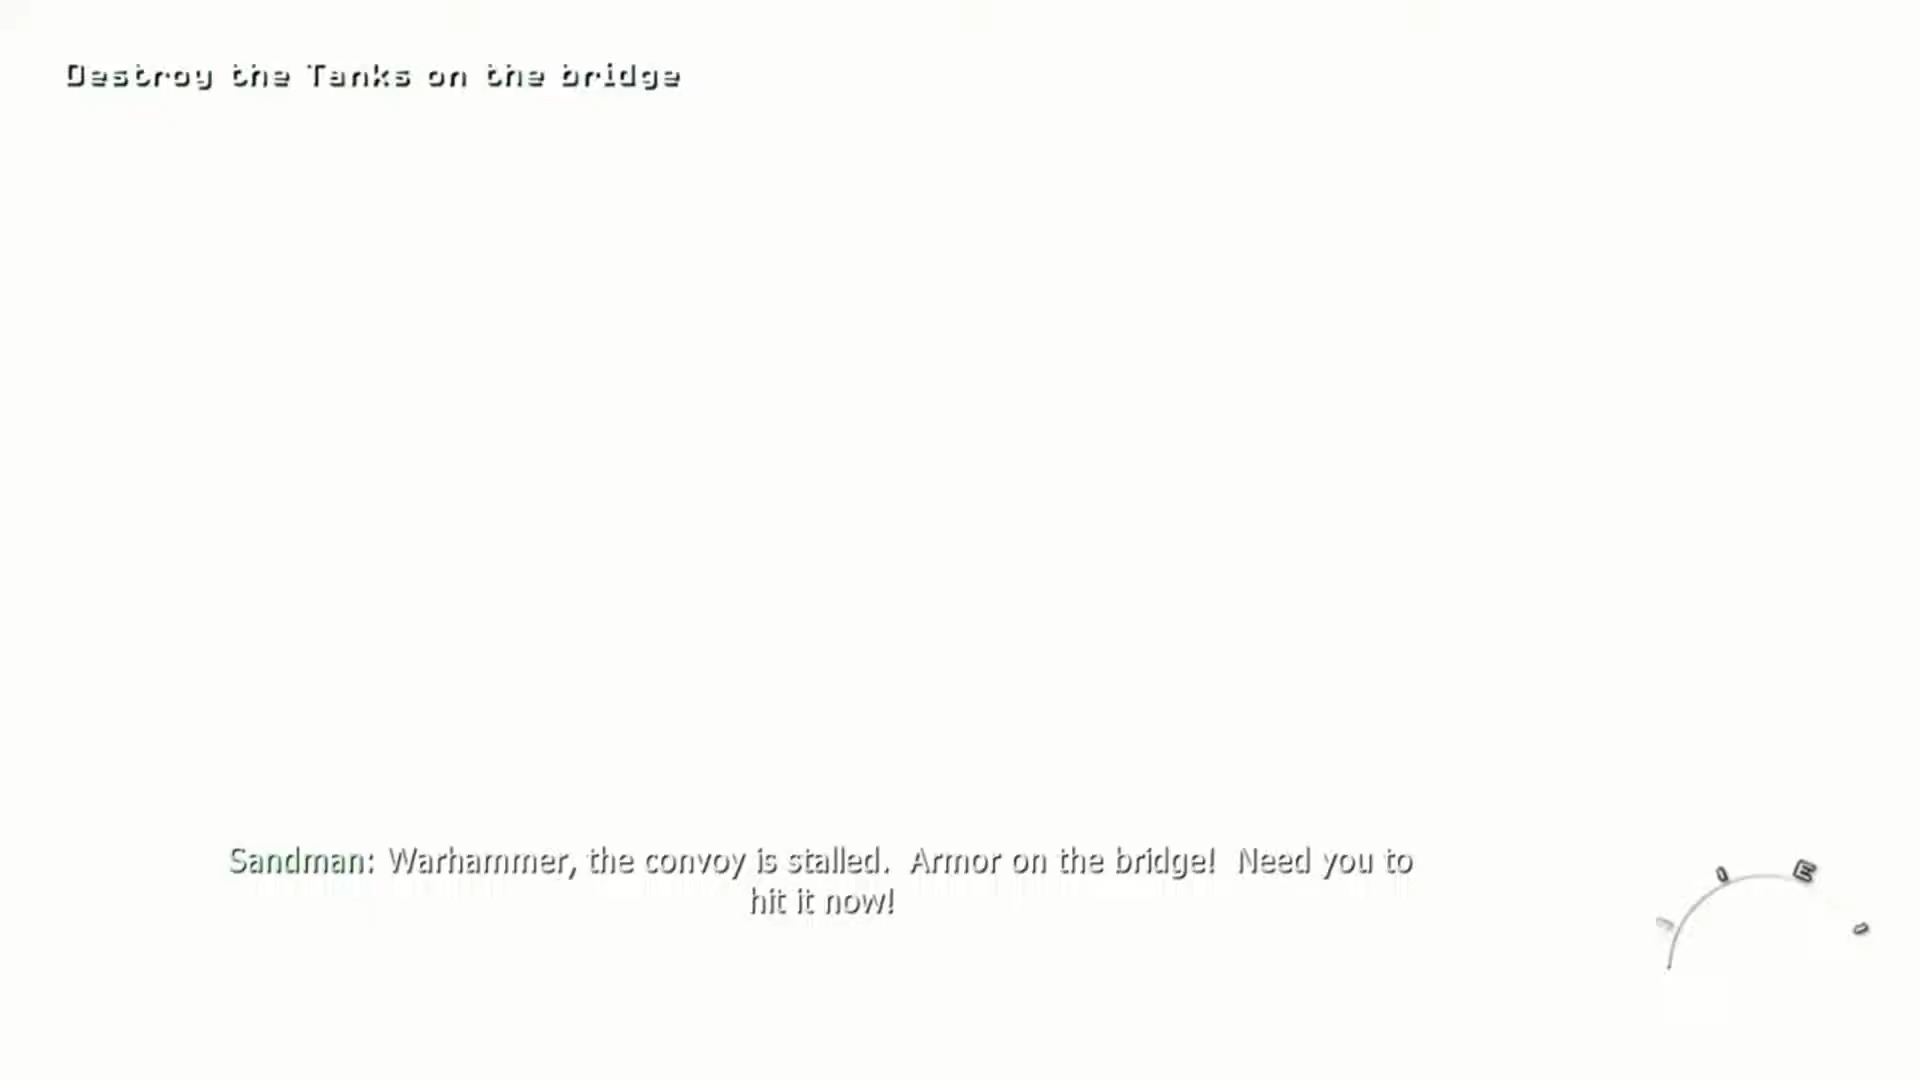 Destroy the Tanks on the bridge
Sandman: Warhammer, the convoy is stalled. Armor on the bridge! Need you to
hit it now!
E